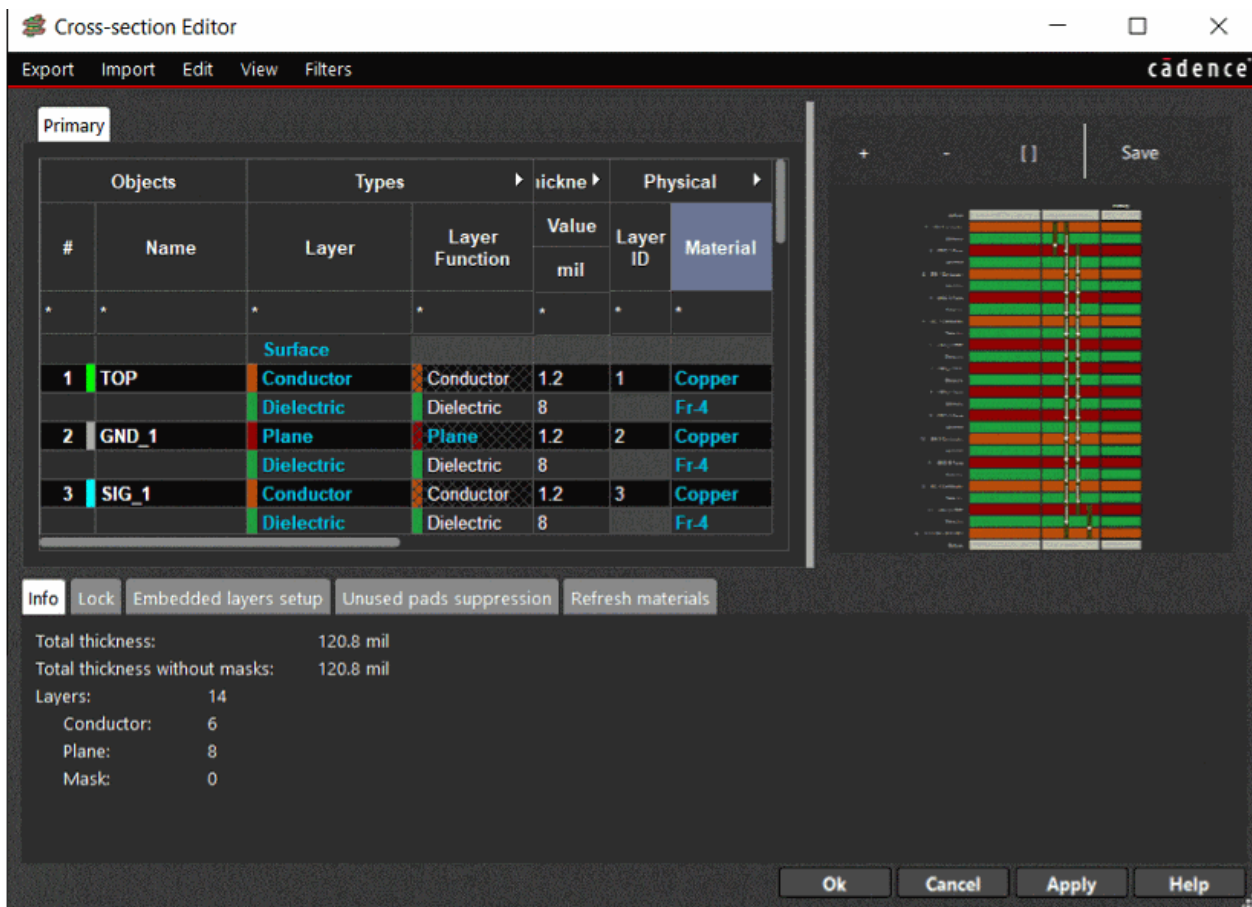 Cross-section Editor
Export Import Edit View Filters cādence
Primary
+ - [ ] Save
Objects Types ickne Physical
# Name Layer Layer Function Value mil Layer ID Material
* * * * * * *
Surface
1 TOP Conductor Conductor 1.2 1 Copper
Dielectric Dielectric 8 Fr-4
2 GND_1 Plane Plane 1.2 2 Copper
Dielectric Dielectric 8 Fr-4
3 SIG_1 Conductor Conductor 1.2 3 Copper
Dielectric Dielectric 8 Fr-4
Info Lock Embedded layers setup Unused pads suppression Refresh materials
Total thickness: 120.8 mil
Total thickness without masks: 120.8 mil
Layers: 14
Conductor: 6
Plane: 8
Mask: 0
Ok Cancel Apply Help